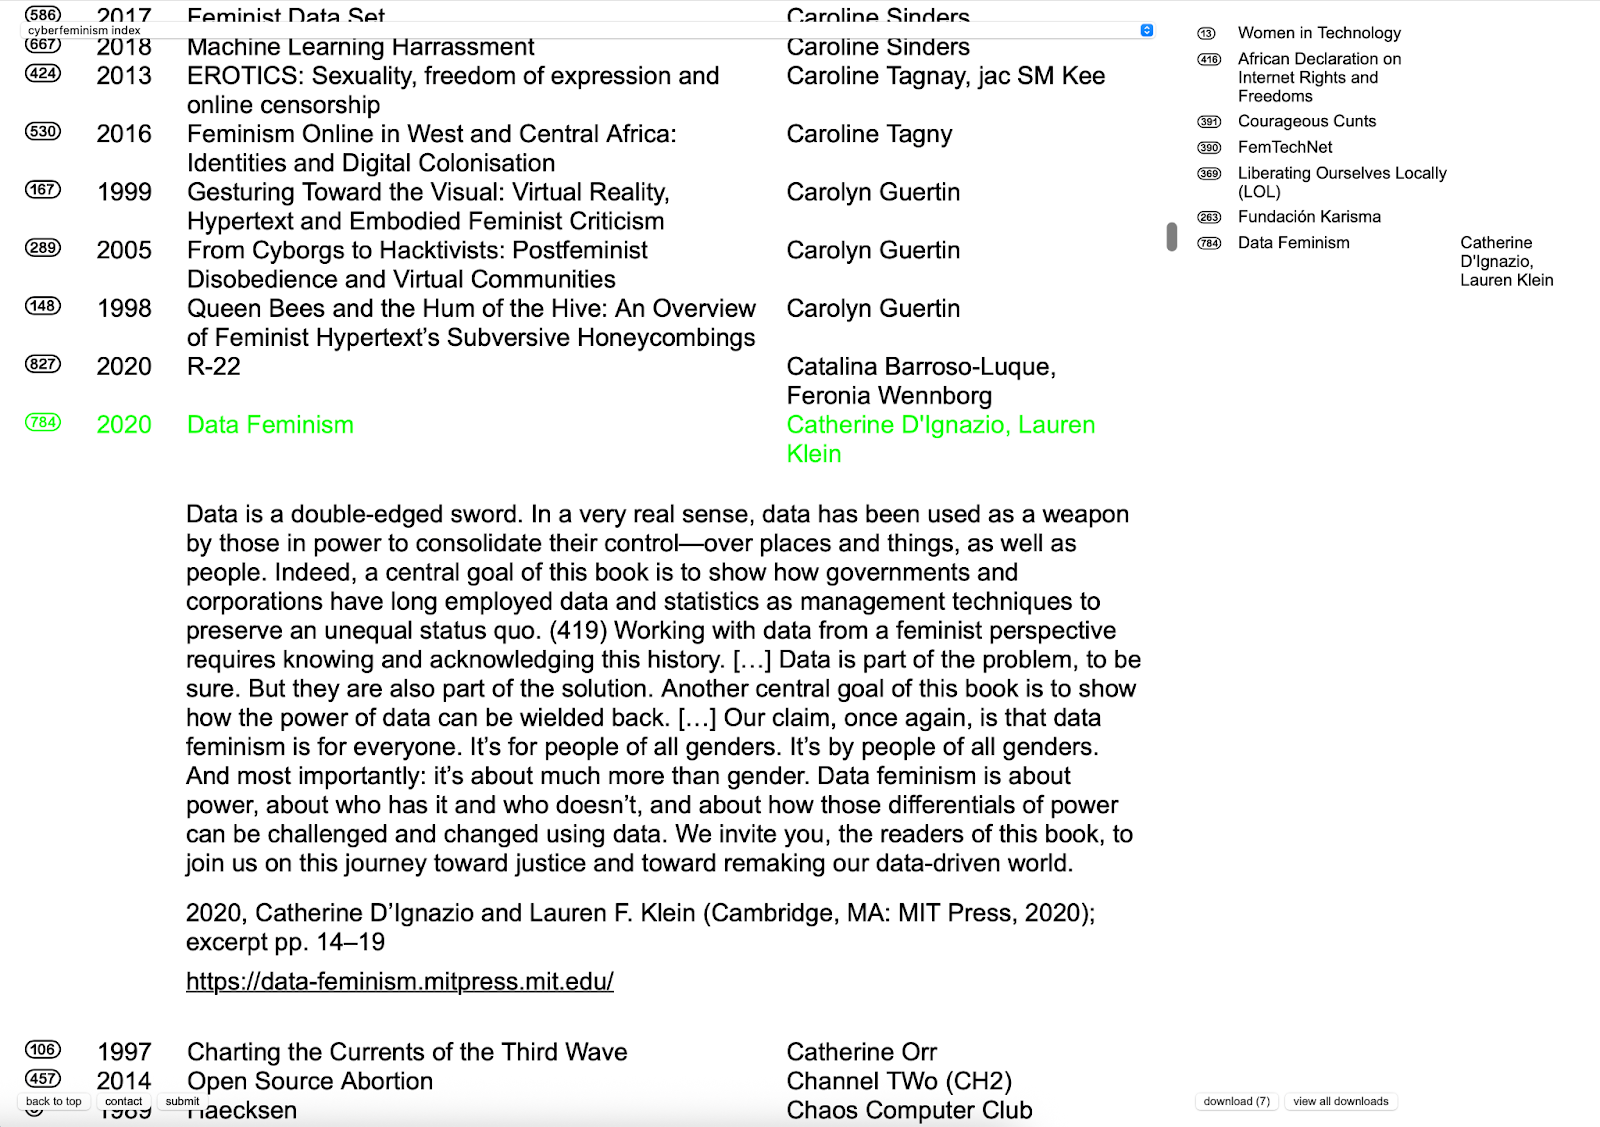 586 2017 Feminist Data Set Caroline Sinders
cyberfeminism index
667 2018 Machine Learning Harrassment Caroline Sinders
424 2013 EROTICS: Sexuality, freedom of expression and Caroline Tagnay, jac SM Kee
online censorship
530 2016 Feminism Online in West and Central Africa: Caroline Tagny
Identities and Digital Colonisation
167 1999 Gesturing Toward the Visual: Virtual Reality, Carolyn Guertin
Hypertext and Embodied Feminist Criticism
289 2005 From Cyborgs to Hacktivists: Postfeminist Carolyn Guertin
Disobedience and Virtual Communities
148 1998 Queen Bees and the Hum of the Hive: An Overview Carolyn Guertin
of Feminist Hypertext’s Subversive Honeycombings
827 2020 R-22 Catalina Barroso-Luque,
Feronia Wennborg
784 2020 Data Feminism Catherine D'Ignazio, Lauren
Klein
Data is a double-edged sword. In a very real sense, data has been used as a weapon
by those in power to consolidate their control—over places and things, as well as
people. Indeed, a central goal of this book is to show how governments and
corporations have long employed data and statistics as management techniques to
preserve an unequal status quo. (419) Working with data from a feminist perspective
requires knowing and acknowledging this history. […] Data is part of the problem, to be
sure. But they are also part of the solution. Another central goal of this book is to show
how the power of data can be wielded back. […] Our claim, once again, is that data
feminism is for everyone. It’s for people of all genders. It’s by people of all genders.
And most importantly: it’s about much more than gender. Data feminism is about
power, about who has it and who doesn’t, and about how those differentials of power
can be challenged and changed using data. We invite you, the readers of this book, to
join us on this journey toward justice and toward remaking our data-driven world.
2020, Catherine D’Ignazio and Lauren F. Klein (Cambridge, MA: MIT Press, 2020);
excerpt pp. 14–19
https://data-feminism.mitpress.mit.edu/
106 1997 Charting the Currents of the Third Wave Catherine Orr
457 2014 Open Source Abortion Channel TWo (CH2)
1989 Haecksen Chaos Computer Club
back to top contact submit
13 Women in Technology
416 African Declaration on
Internet Rights and
Freedoms
391 Courageous Cunts
390 FemTechNet
369 Liberating Ourselves Locally
(LOL)
263 Fundación Karisma
784 Data Feminism Catherine
D'Ignazio,
Lauren Klein
download (7) view all downloads